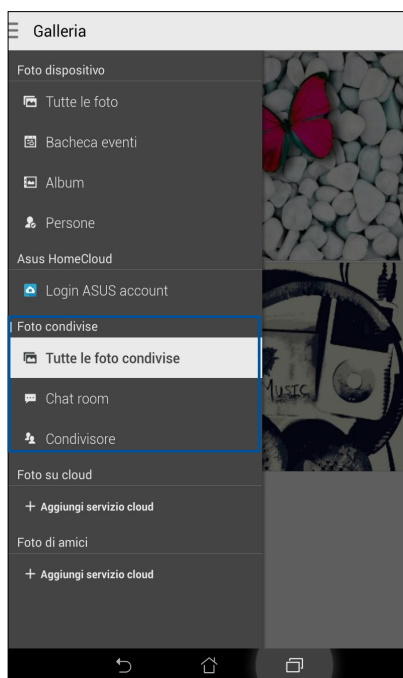 Galleria
Foto dispositivo
Tutte le foto
Bacheca eventi
Album
Persone
Asus HomeCloud
Login ASUS account
Foto condivise
Tutte le foto condivise
Chat room
Condivisore
Foto su cloud
+ Aggiungi servizio cloud
Foto di amici
+ Aggiungi servizio cloud
MUSIC